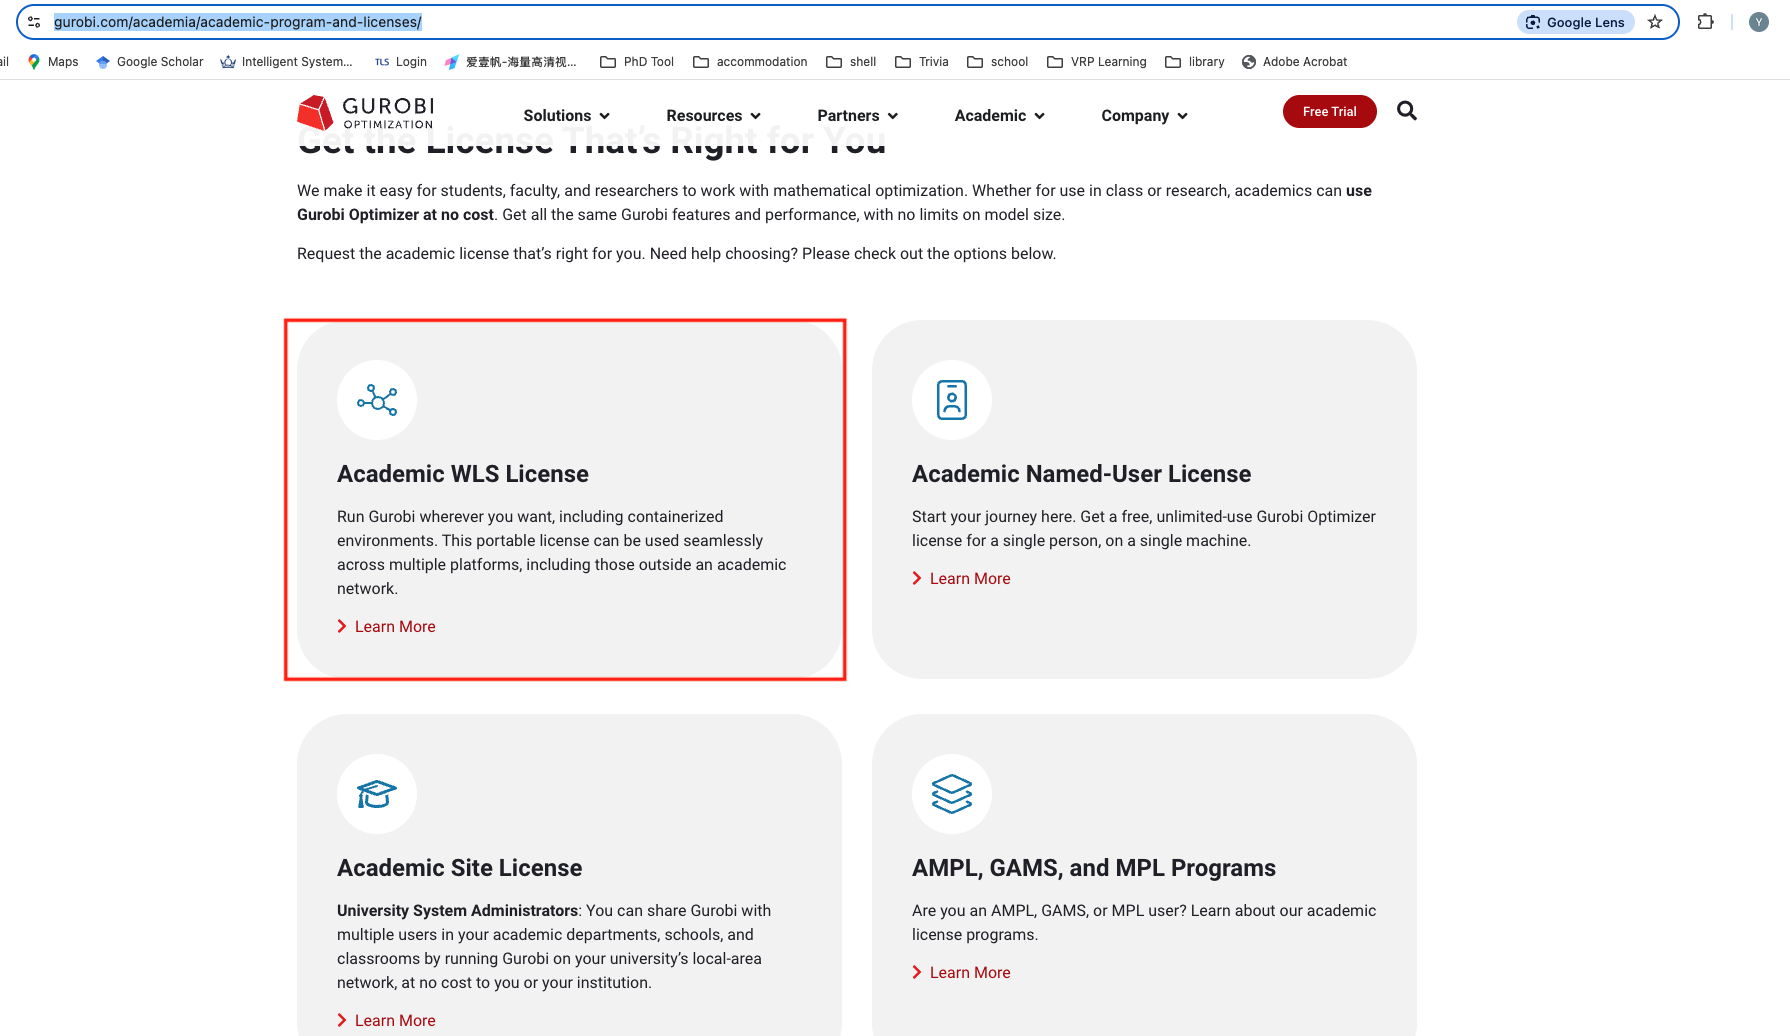 gurobi.com/academia/academic-program-and-licenses/
Google Lens
Y
ail
Maps
Google Scholar
Intelligent System...
TLS Login
爱壹帆-海量高清视...
PhD Tool
accommodation
shell
Trivia
school
VRP Learning
library
Adobe Acrobat
GUROBI
OPTIMIZATION
Solutions
Resources
Partners
Academic
Company
Free Trial
Get the License That’s Right for You
We make it easy for students, faculty, and researchers to work with mathematical optimization. Whether for use in class or research, academics can use
Gurobi Optimizer at no cost. Get all the same Gurobi features and performance, with no limits on model size.
Request the academic license that’s right for you. Need help choosing? Please check out the options below.
Academic WLS License
Run Gurobi wherever you want, including containerized
environments. This portable license can be used seamlessly
across multiple platforms, including those outside an academic
network.
Learn More
Academic Named-User License
Start your journey here. Get a free, unlimited-use Gurobi Optimizer
license for a single person, on a single machine.
Learn More
Academic Site License
University System Administrators: You can share Gurobi with
multiple users in your academic departments, schools, and
classrooms by running Gurobi on your university’s local-area
network, at no cost to you or your institution.
Learn More
AMPL, GAMS, and MPL Programs
Are you an AMPL, GAMS, or MPL user? Learn about our academic
license programs.
Learn More